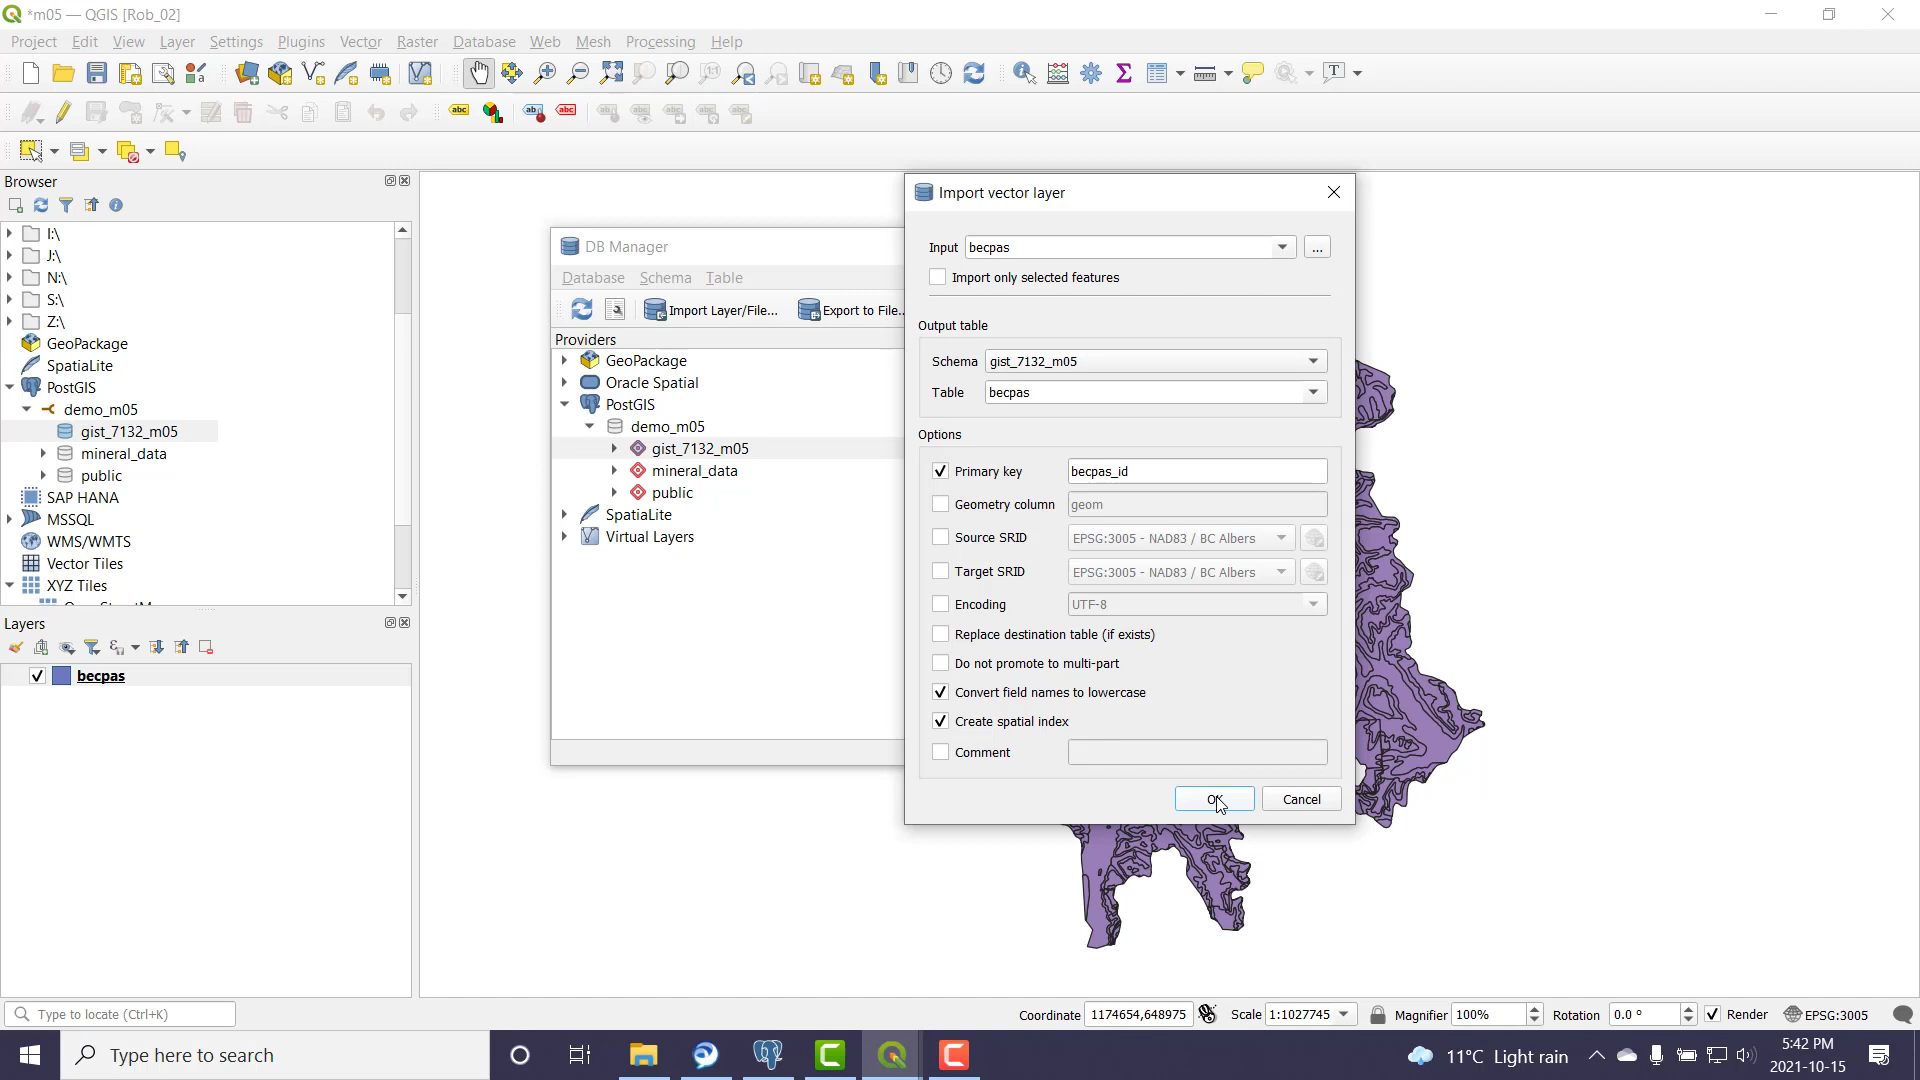 *m05 — QGIS [Rob_02]
Project Edit View Layer Settings Plugins Vector Raster Database Web Mesh Processing Help
Browser
I:\
J:\
N:\
S:\
Z:\
GeoPackage
SpatiaLite
PostGIS
demo_m05
gist_7132_m05
mineral_data
public
SAP HANA
MSSQL
WMS/WMTS
Vector Tiles
XYZ Tiles
Layers
becpas
DB Manager
Database Schema Table
Import Layer/File... Export to File..
Providers
GeoPackage
Oracle Spatial
PostGIS
demo_m05
gist_7132_m05
mineral_data
public
SpatiaLite
Virtual Layers
Import vector layer
Input becpas ...
Import only selected features
Output table
Schema gist_7132_m05
Table becpas
Options
Primary key becpas_id
Geometry column geom
Source SRID EPSG:3005 - NAD83 / BC Albers
Target SRID EPSG:3005 - NAD83 / BC Albers
Encoding UTF-8
Replace destination table (if exists)
Do not promote to multi-part
Convert field names to lowercase
Create spatial index
Comment
OK Cancel
Type to locate (Ctrl+K) Coordinate 1174654,648975 Scale 1:1027745 Magnifier 100% Rotation 0.0 ° Render EPSG:3005
Type here to search 11°C Light rain 5:42 PM
2021-10-15